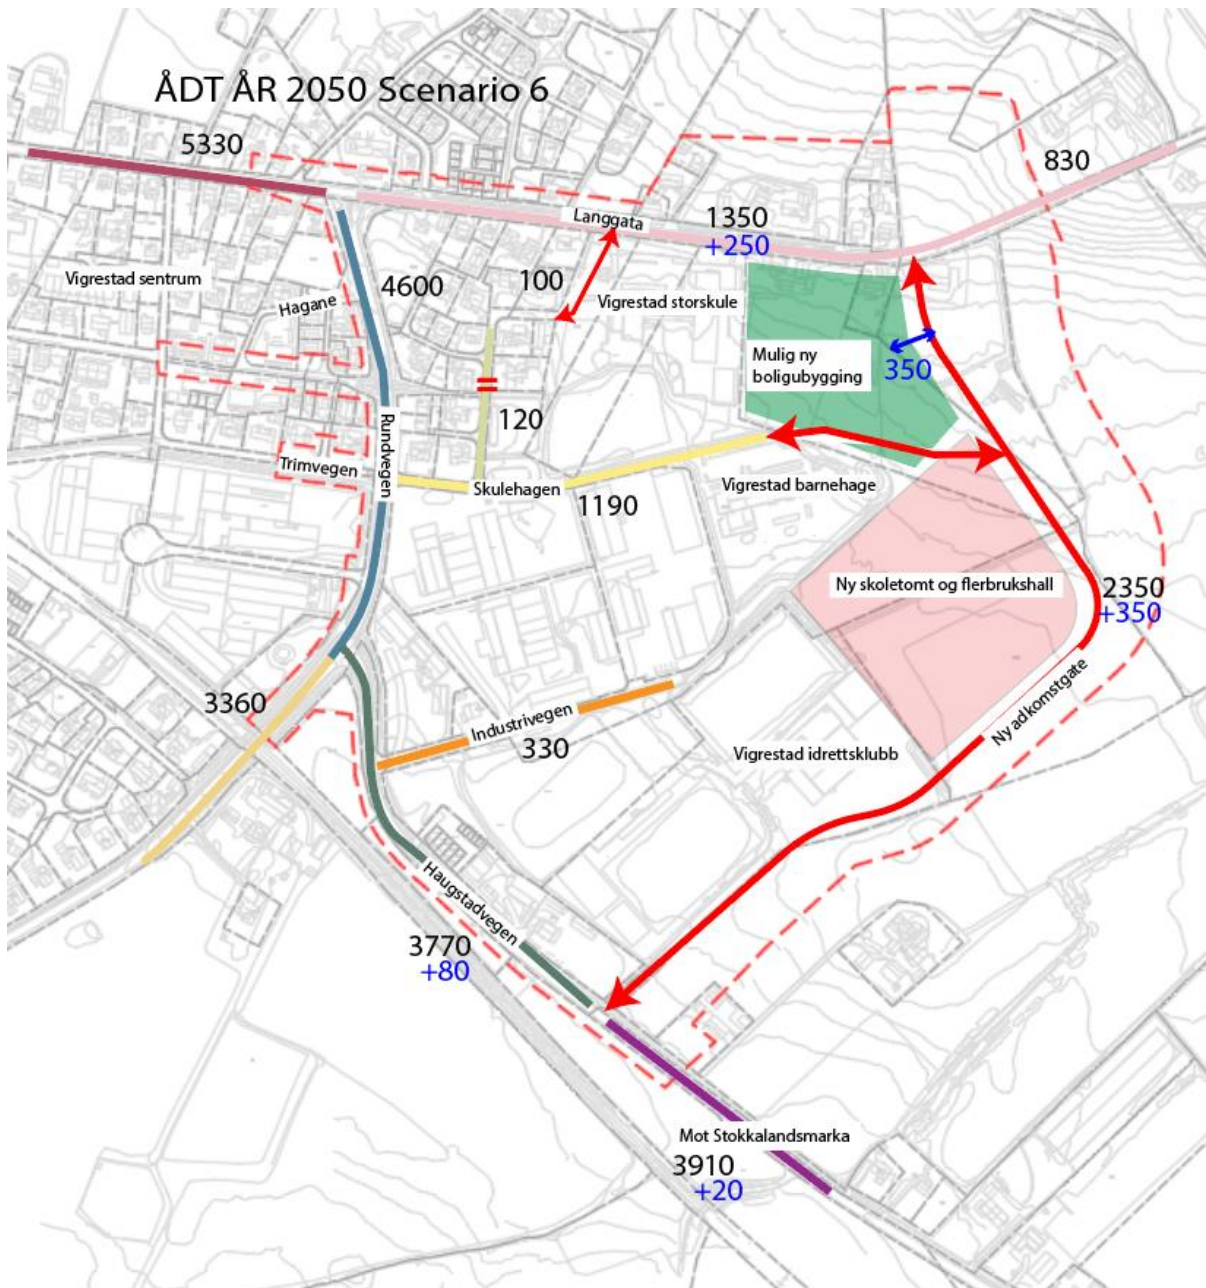 ÅDT ÅR 2050 Scenario 6
5330
830
Langgata
1350
+250
Vigrestad sentrum
4600
100
Vigrestad storskule
Hagane
Mulig ny
boligubygging
350
120
Rundvegen
Trimvegen
Skulehagen
1190
Vigrestad barnehage
Ny skoletomt og flerbrukshall
2350
+350
3360
Industrivegen
330
Ny adkomstgate
Vigrestad idrettsklubb
Haugstadvegen
3770
+80
Mot Stokkalandsmarka
3910
+20